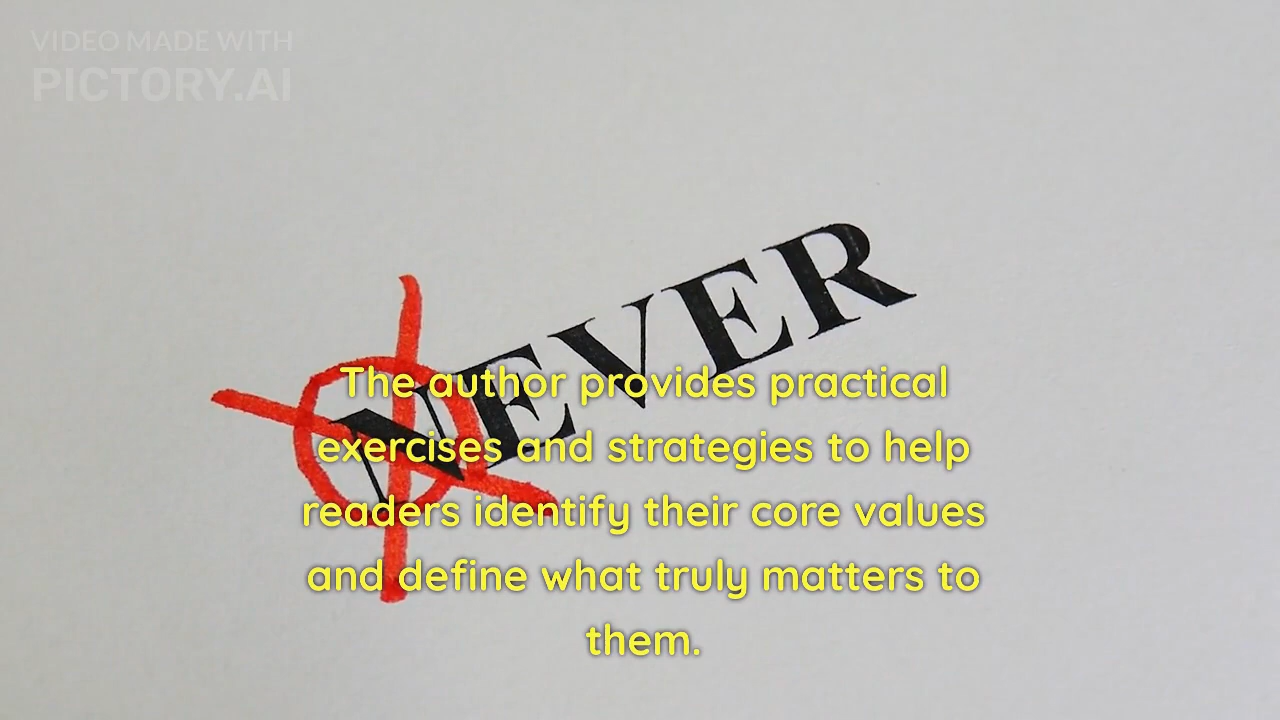 VIDEO MADE WITH
PICTORY.AI
NEVER
The author provides practical
exercises and strategies to help
readers identify their core values
and define what truly matters to
them.